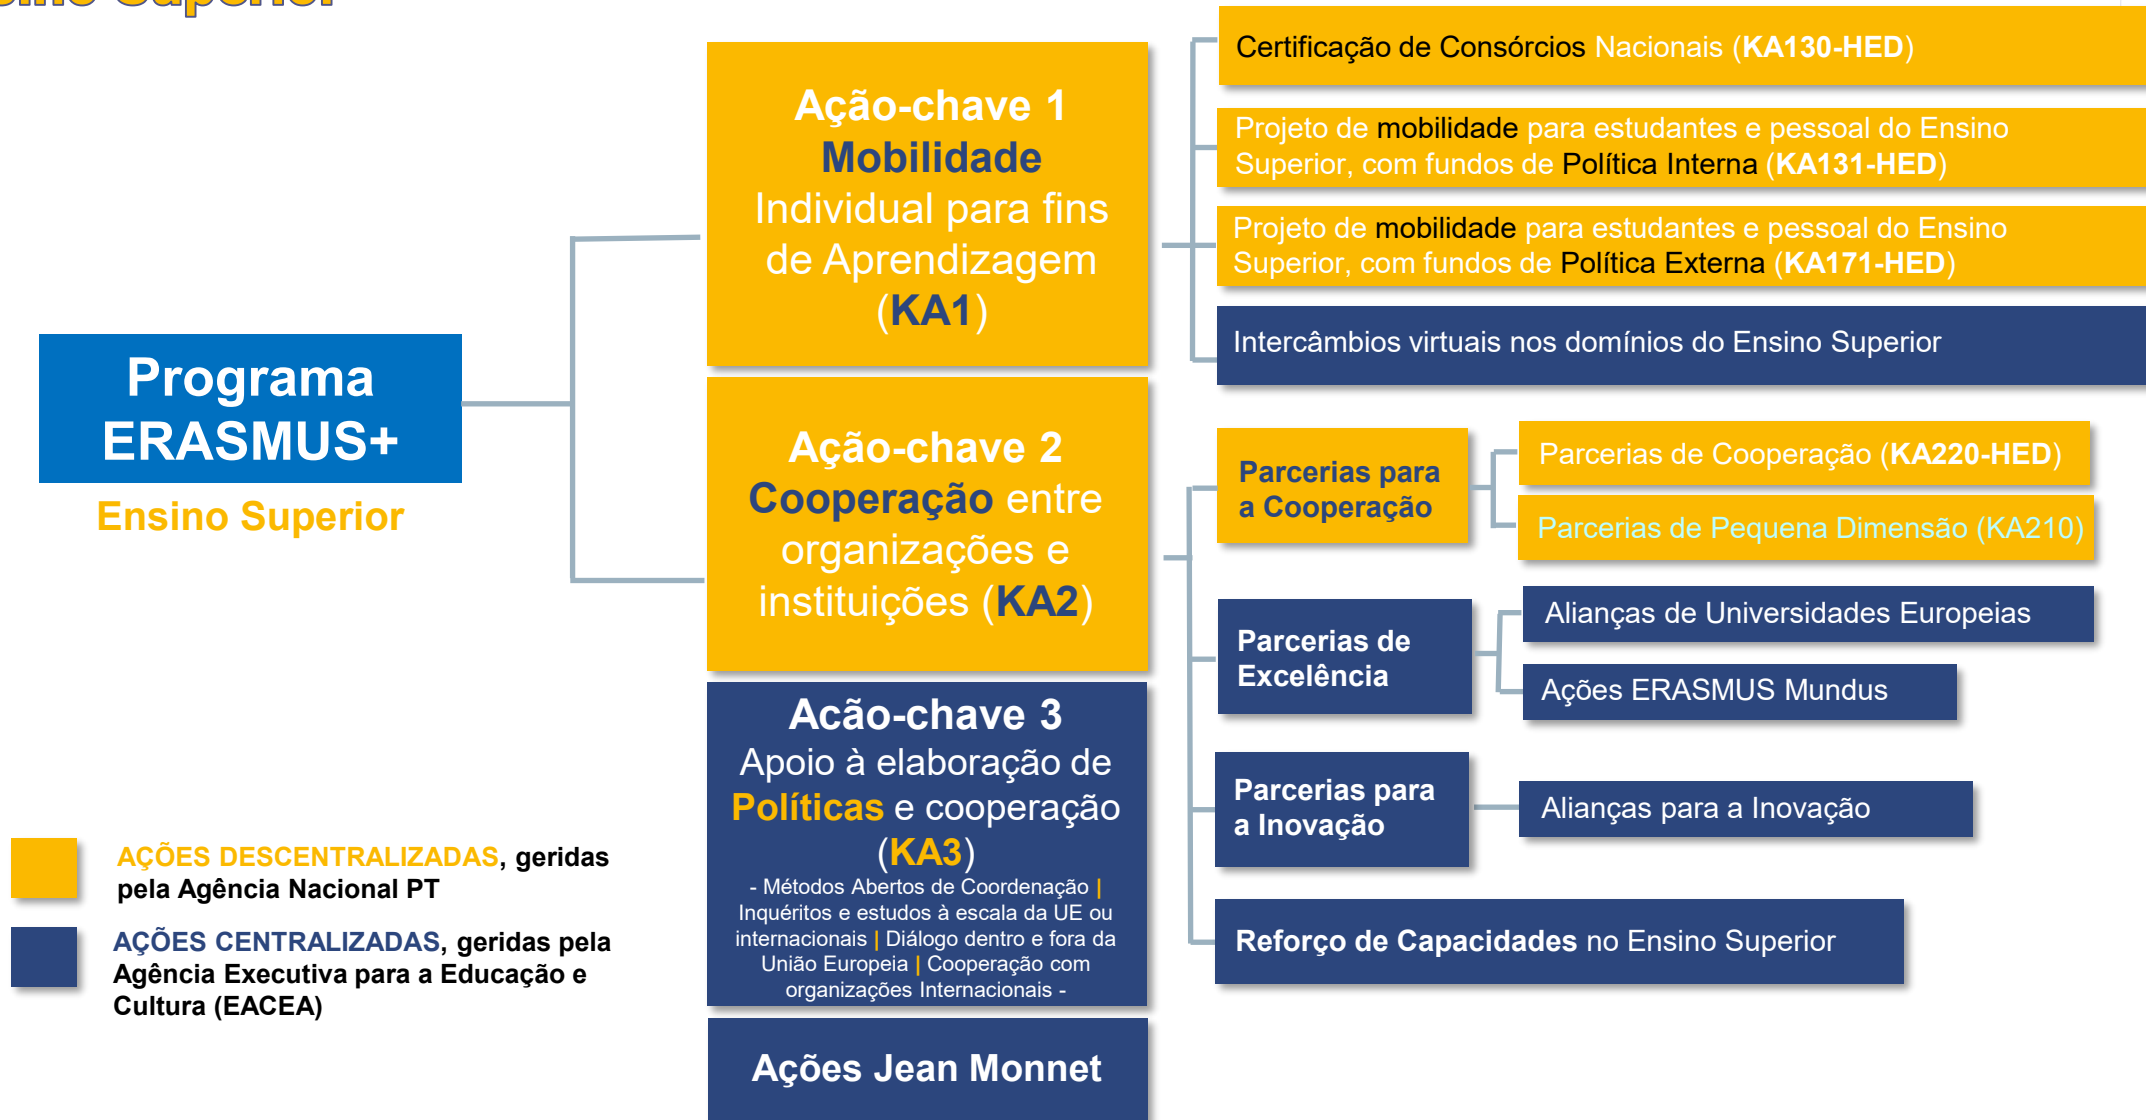 Ensino Superior
Programa
ERASMUS+
Ensino Superior
Ação-chave 1
Mobilidade
Individual para fins
de Aprendizagem
(KA1)
Certificação de Consórcios Nacionais (KA130-HED)
Projeto de mobilidade para estudantes e pessoal do Ensino
Superior, com fundos de Política Interna (KA131-HED)
Projeto de mobilidade para estudantes e pessoal do Ensino
Superior, com fundos de Política Externa (KA171-HED)
Intercâmbios virtuais nos domínios do Ensino Superior
Ação-chave 2
Cooperação entre
organizações e
instituições (KA2)
Parcerias para
a Cooperação
Parcerias de Cooperação (KA220-HED)
Parcerias de Pequena Dimensão (KA210)
Parcerias de
Excelência
Alianças de Universidades Europeias
Ações ERASMUS Mundus
Parcerias para
a Inovação
Alianças para a Inovação
Reforço de Capacidades no Ensino Superior
Acão-chave 3
Apoio à elaboração de
Políticas e cooperação
(KA3)
- Métodos Abertos de Coordenação |
Inquéritos e estudos à escala da UE ou
internacionais | Diálogo dentro e fora da
União Europeia | Cooperação com
organizações Internacionais -
Ações Jean Monnet
AÇÕES DESCENTRALIZADAS, geridas
pela Agência Nacional PT
AÇÕES CENTRALIZADAS, geridas pela
Agência Executiva para a Educação e
Cultura (EACEA)